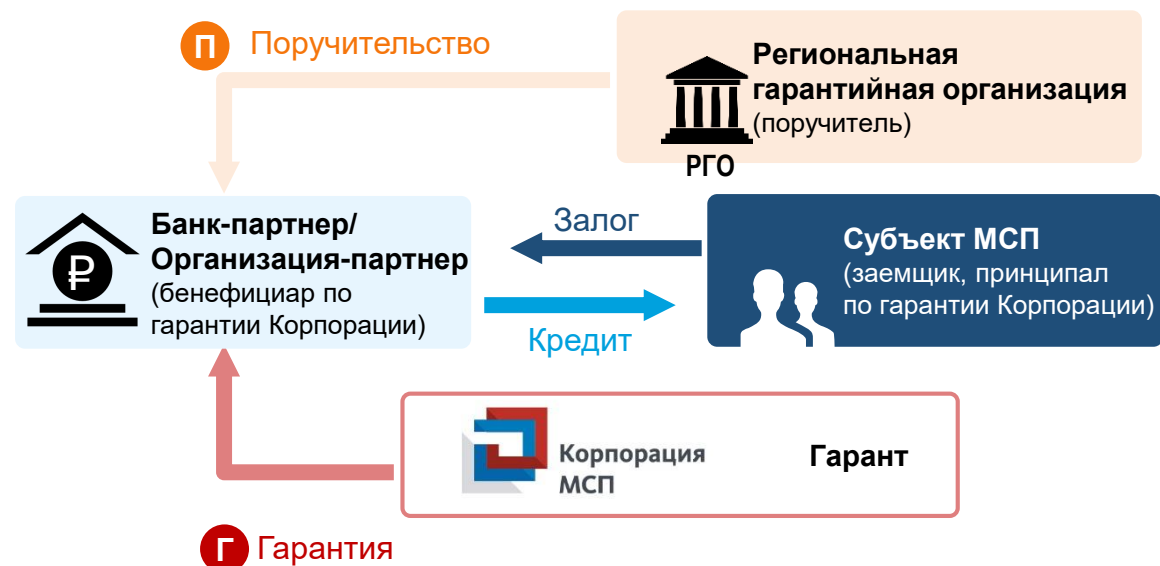 П Поручительство
Региональная
гарантийная организация
(поручитель)
РГО
Банк-партнер/
Организация-партнер
(бенефициар по
гарантии Корпорации)
₽
Залог
Кредит
Субъект МСП
(заемщик, принципал
по гарантии Корпорации)
Корпорация
МСП
Гарант
Г Гарантия